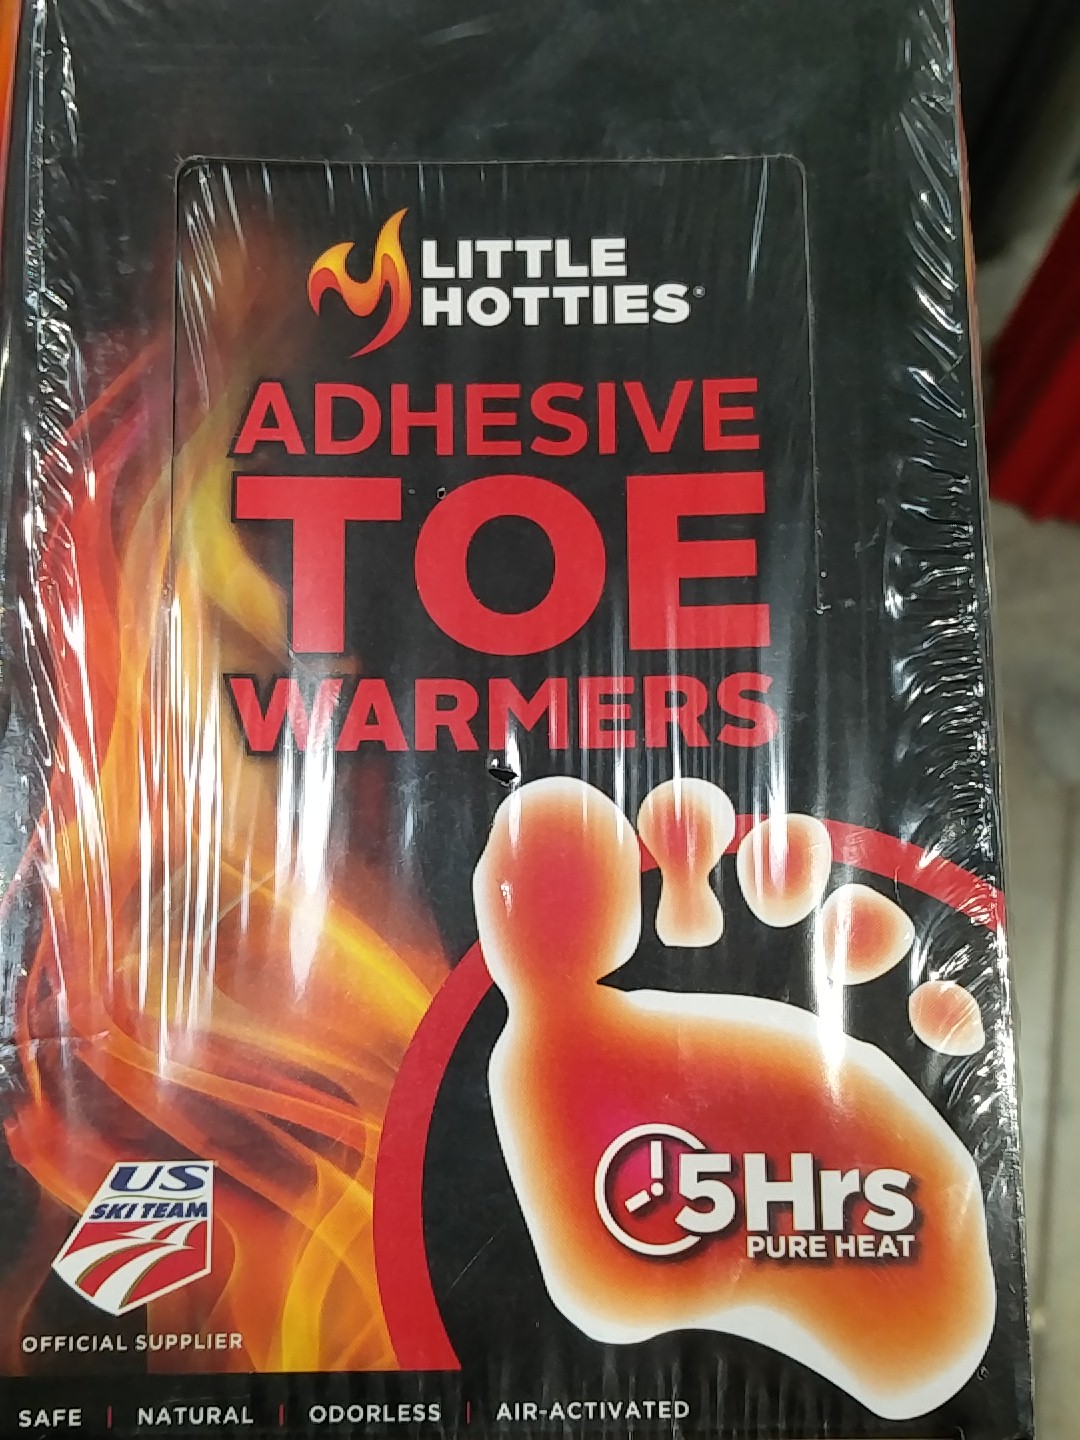 LITTLE
HOTTIES®
ADHESIVE
TOE
WARMERS
5Hrs
PURE HEAT
US
SKI TEAM
OFFICIAL SUPPLIER
SAFE | NATURAL | ODORLESS | AIR-ACTIVATED